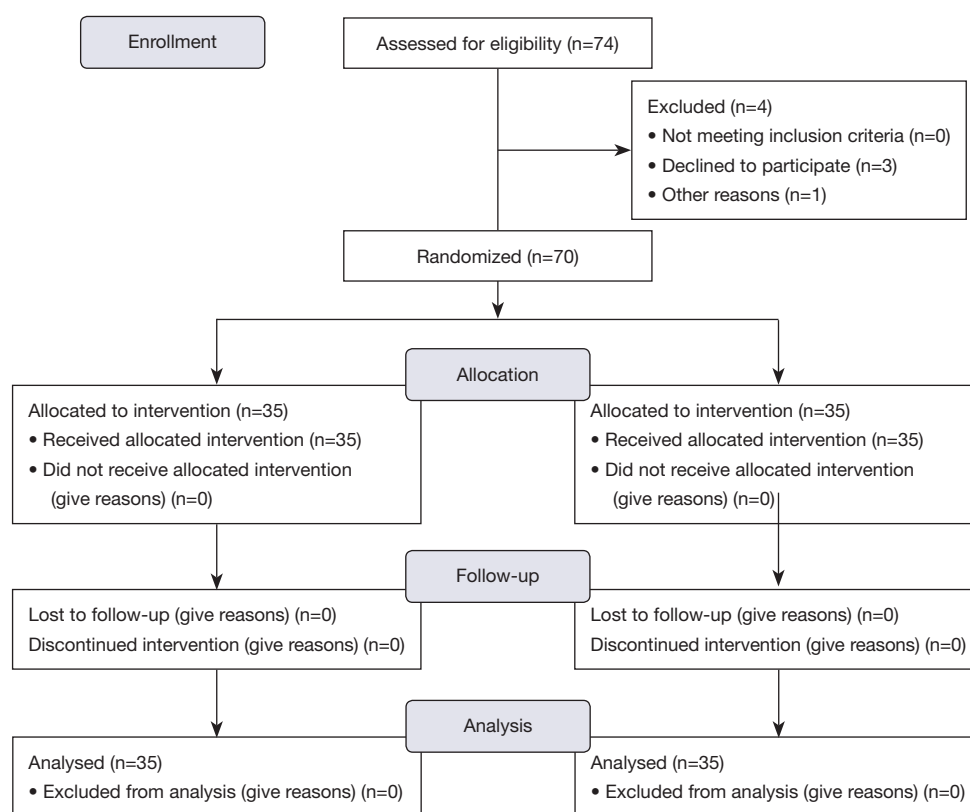 Enrollment
Assessed for eligibility (n=74)
Excluded (n=4)
• Not meeting inclusion criteria (n=0)
• Declined to participate (n=3)
• Other reasons (n=1)
Randomized (n=70)
Allocation
Allocated to intervention (n=35)
• Received allocated intervention (n=35)
• Did not receive allocated intervention
(give reasons) (n=0)
Allocated to intervention (n=35)
• Received allocated intervention (n=35)
• Did not receive allocated intervention
(give reasons) (n=0)
Follow-up
Lost to follow-up (give reasons) (n=0)
Discontinued intervention (give reasons) (n=0)
Lost to follow-up (give reasons) (n=0)
Discontinued intervention (give reasons) (n=0)
Analysis
Analysed (n=35)
• Excluded from analysis (give reasons) (n=0)
Analysed (n=35)
• Excluded from analysis (give reasons) (n=0)